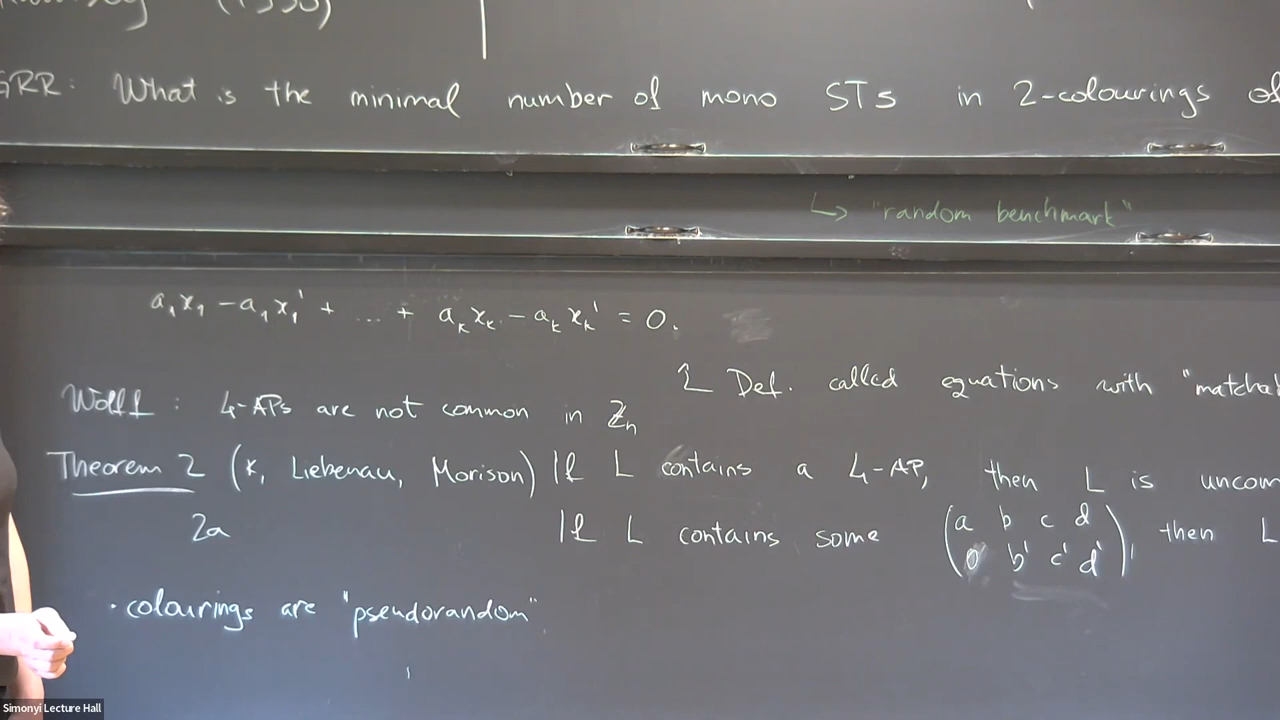 (1930)
GRR: What is the minimal number of mono STs in 2-colourings of
↳ "random benchmark"
a₁x₁ - a₁x₁' + ... + aₖxₖ - aₖxₖ' = 0.
Def. called equations with "matcha
Wolf: 4-APs are not common in ℤₙ
Theorem 2 (K, Liebenau, Morison) If L contains a 4-AP, then L is uncom
2a If L contains some (a b c d / 0 b' c' d'), then L
· colourings are "pseudorandom"
Simonyi Lecture Hall